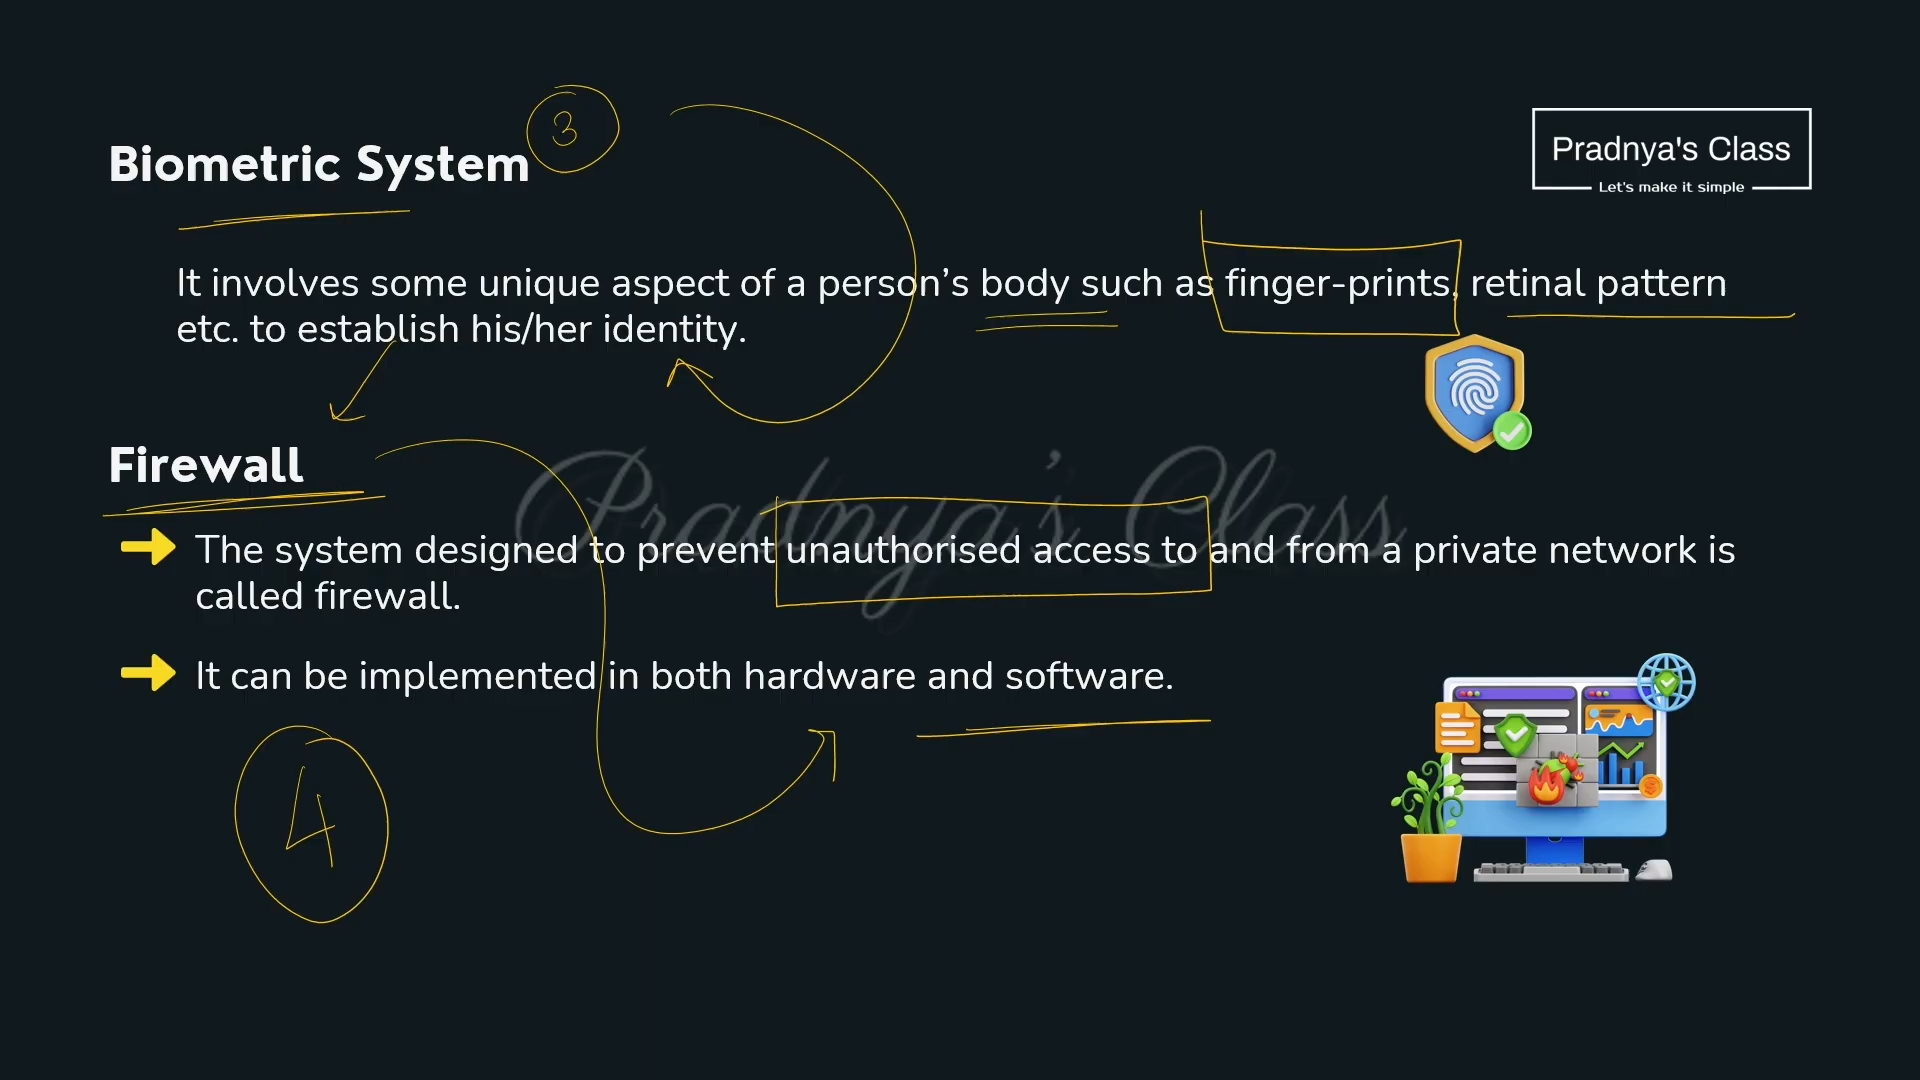 Biometric System
3
Pradnya's Class
Let's make it simple
It involves some unique aspect of a person’s body such as finger-prints, retinal pattern
etc. to establish his/her identity.
Firewall
Pradnya's Class
The system designed to prevent unauthorised access to and from a private network is
called firewall.
It can be implemented in both hardware and software.
4